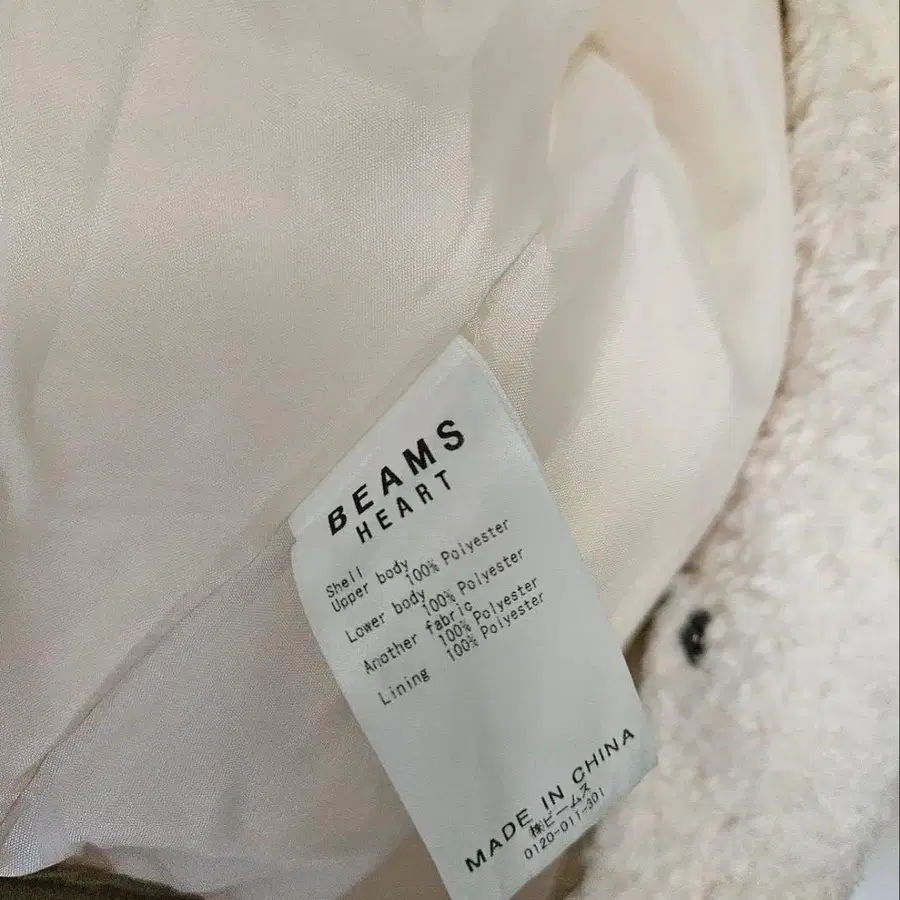 BEAMS
HEART
Shell
Upper body
100% Polyester
Lower body
100% Polyester
Another fabric
100% Polyester
100% Polyester
Lining
MADE IN CHINA
㈱ビームス
0120-011-301